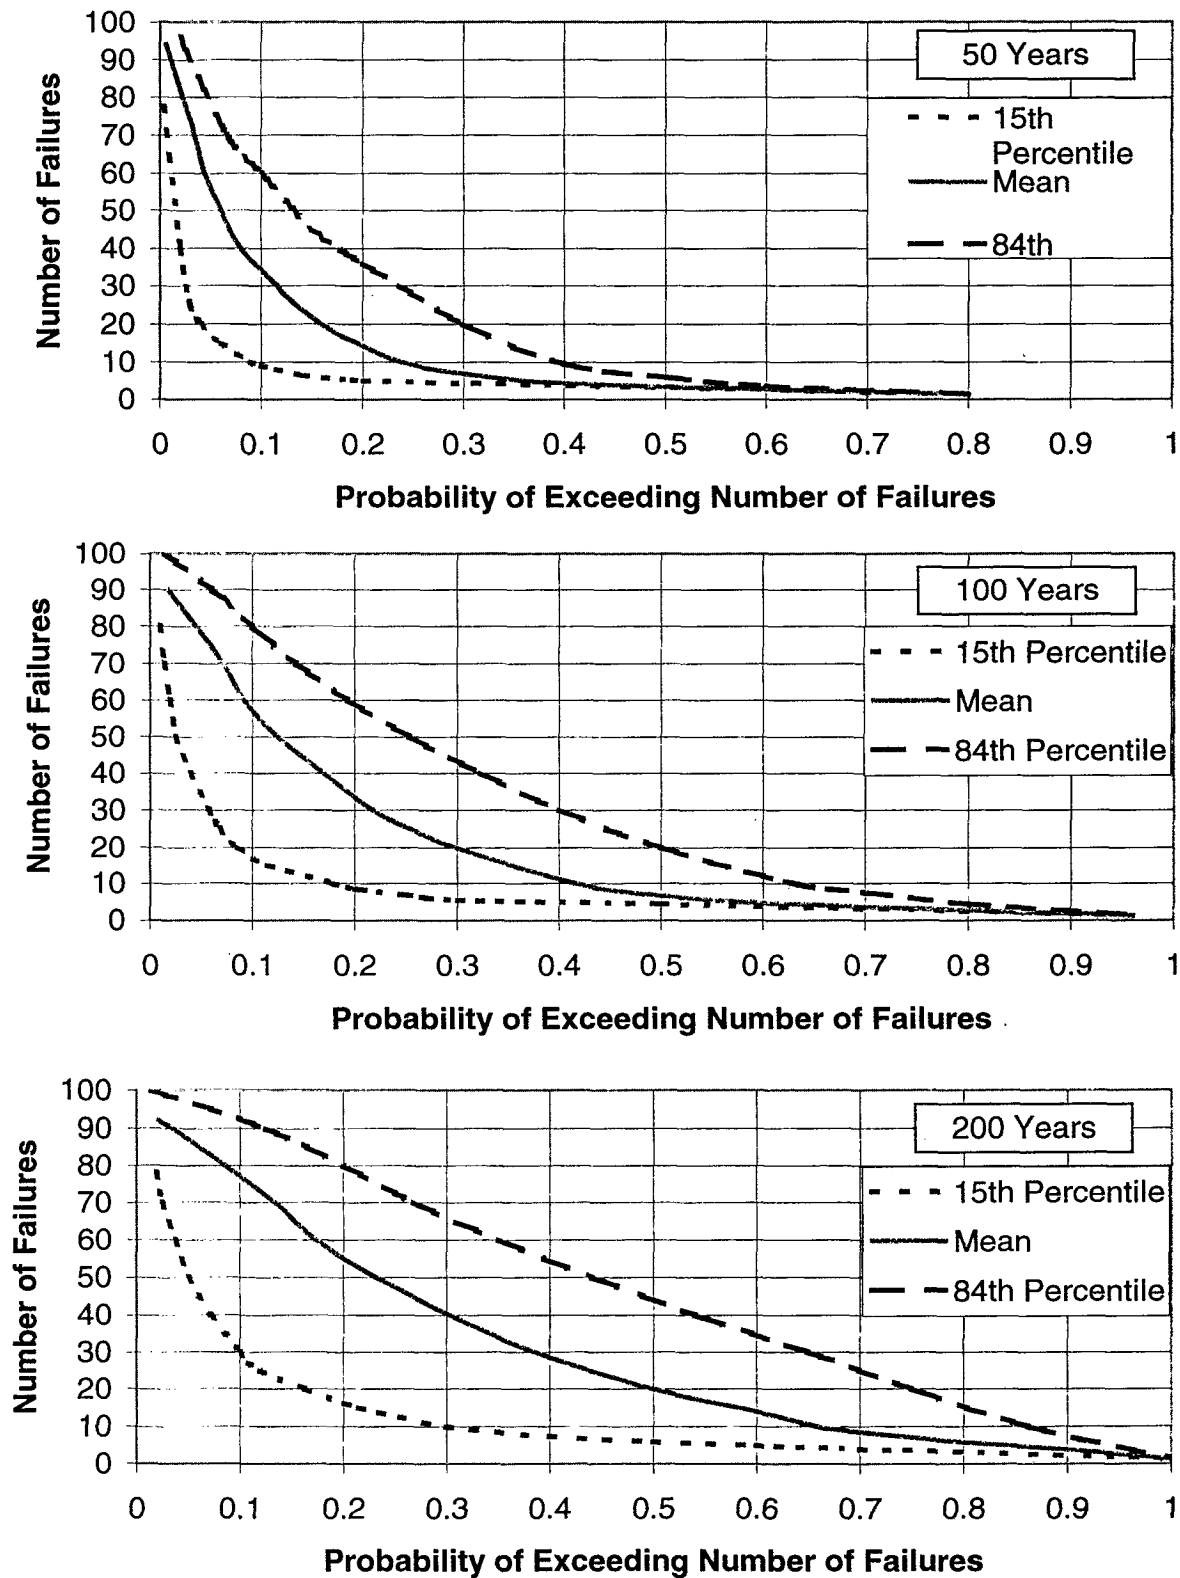 50 Years
15th
Percentile
Mean
84th
Number of Failures
100
90
80
70
60
50
40
30
20
10
0
0 0.1 0.2 0.3 0.4 0.5 0.6 0.7 0.8 0.9 1
Probability of Exceeding Number of Failures
100 Years
15th Percentile
Mean
84th Percentile
Number of Failures
100
90
80
70
60
50
40
30
20
10
0
0 0.1 0.2 0.3 0.4 0.5 0.6 0.7 0.8 0.9 1
Probability of Exceeding Number of Failures
200 Years
15th Percentile
Mean
84th Percentile
Number of Failures
100
90
80
70
60
50
40
30
20
10
0
0 0.1 0.2 0.3 0.4 0.5 0.6 0.7 0.8 0.9 1
Probability of Exceeding Number of Failures